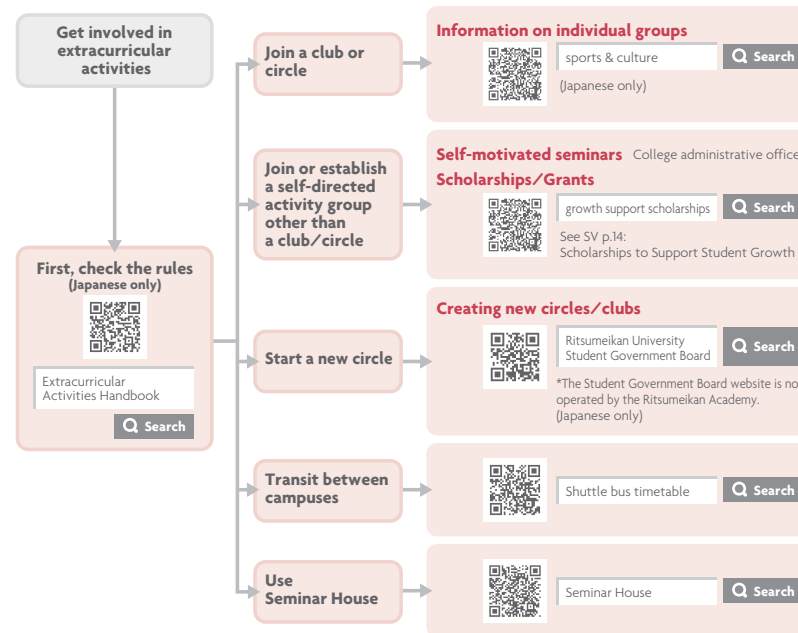 Get involved in
extracurricular
activities
First, check the rules
(Japanese only)
Extracurricular
Activities Handbook
Search
Join a club or
circle
Information on individual groups
sports & culture
Search
(Japanese only)
Join or establish
a self-directed
activity group
other than
a club/circle
Self-motivated seminars College administrative office
Scholarships/Grants
growth support scholarships
Search
See SV p.14:
Scholarships to Support Student Growth
Start a new circle
Creating new circles/clubs
Ritsumeikan University
Student Government Board
Search
*The Student Government Board website is no
operated by the Ritsumeikan Academy.
(Japanese only)
Transit between
campuses
Shuttle bus timetable
Search
Use
Seminar House
Seminar House
Search